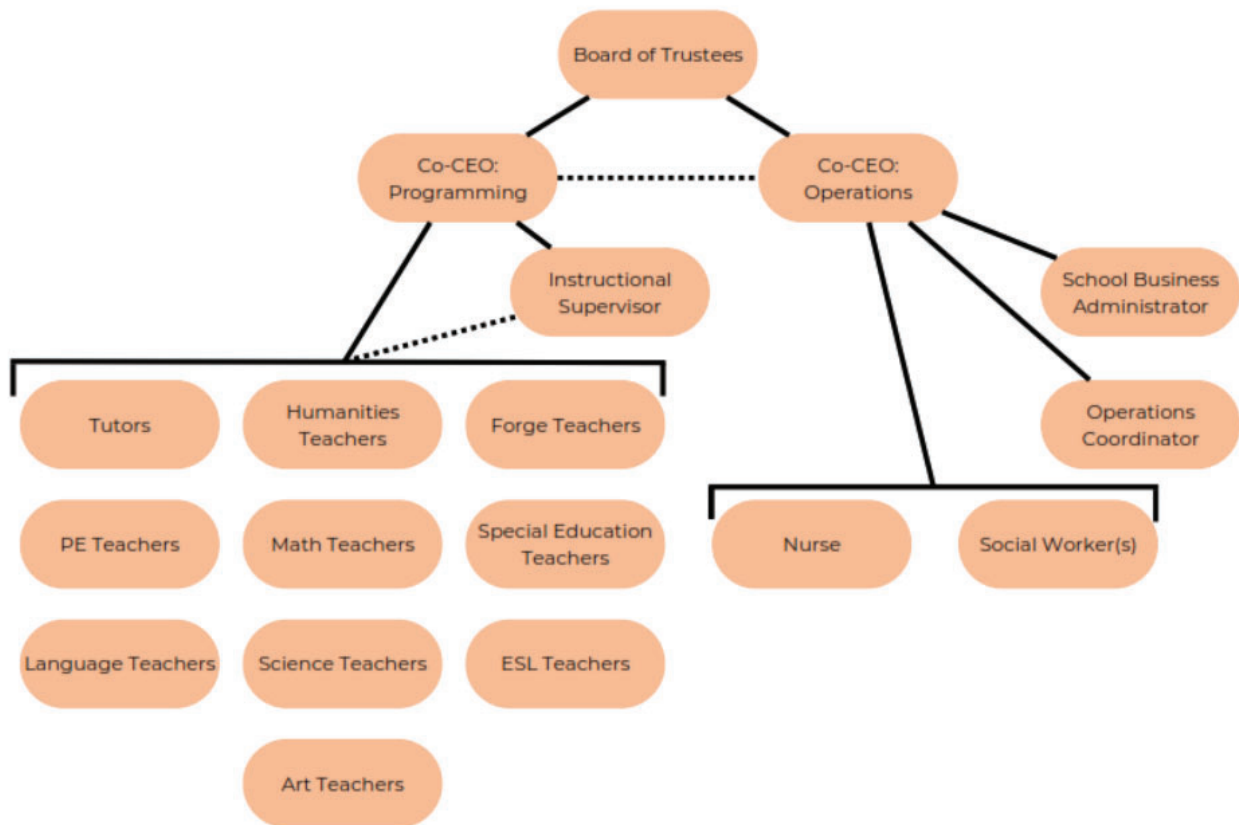 Board of Trustees
Co-CEO:
Programming
Co-CEO:
Operations
Instructional
Supervisor
School Business
Administrator
Operations
Coordinator
Tutors
Humanities
Teachers
Forge Teachers
PE Teachers
Math Teachers
Special Education
Teachers
Nurse
Social Worker(s)
Language Teachers
Science Teachers
ESL Teachers
Art Teachers